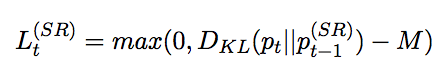 $L_t^{(SR)} = max(0, D_{KL}(p_t||p_{t-1}^{(SR)}) - M)$